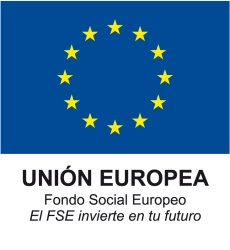 UNIÓN EUROPEA
Fondo Social Europeo
El FSE invierte en tu futuro